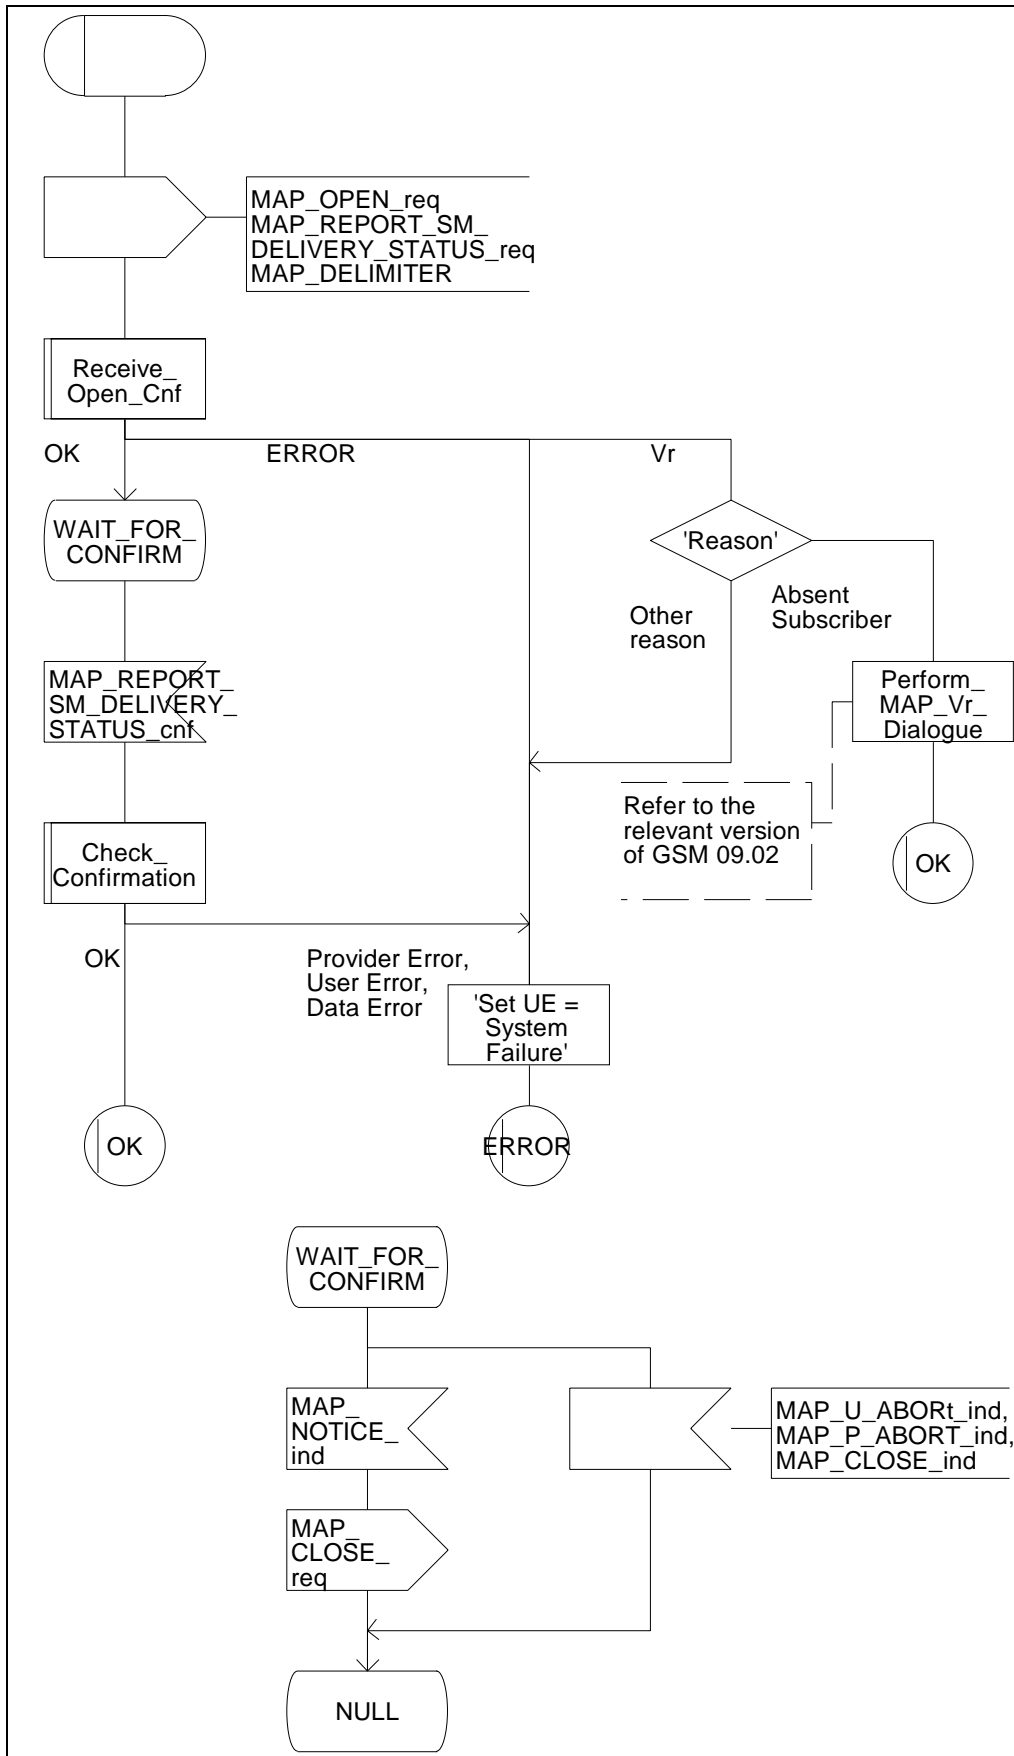 MAP_OPEN_req
MAP_REPORT_SM_
DELIVERY_STATUS_req
MAP_DELIMITER
Receive_
Open_Cnf
OK
ERROR
Vr
WAIT_FOR_
CONFIRM
'Reason'
Other
reason
Absent
Subscriber
MAP_REPORT_
SM_DELIVERY_
STATUS_cnf
Perform_
MAP_Vr_
Dialogue
Refer to the
relevant version
of GSM 09.02
OK
Check_
Confirmation
OK
Provider Error,
User Error,
Data Error
'Set UE =
System
Failure'
OK
ERROR
WAIT_FOR_
CONFIRM
MAP_
NOTICE_
ind
MAP_U_ABORt_ind,
MAP_P_ABORT_ind,
MAP_CLOSE_ind
MAP_
CLOSE_
req
NULL